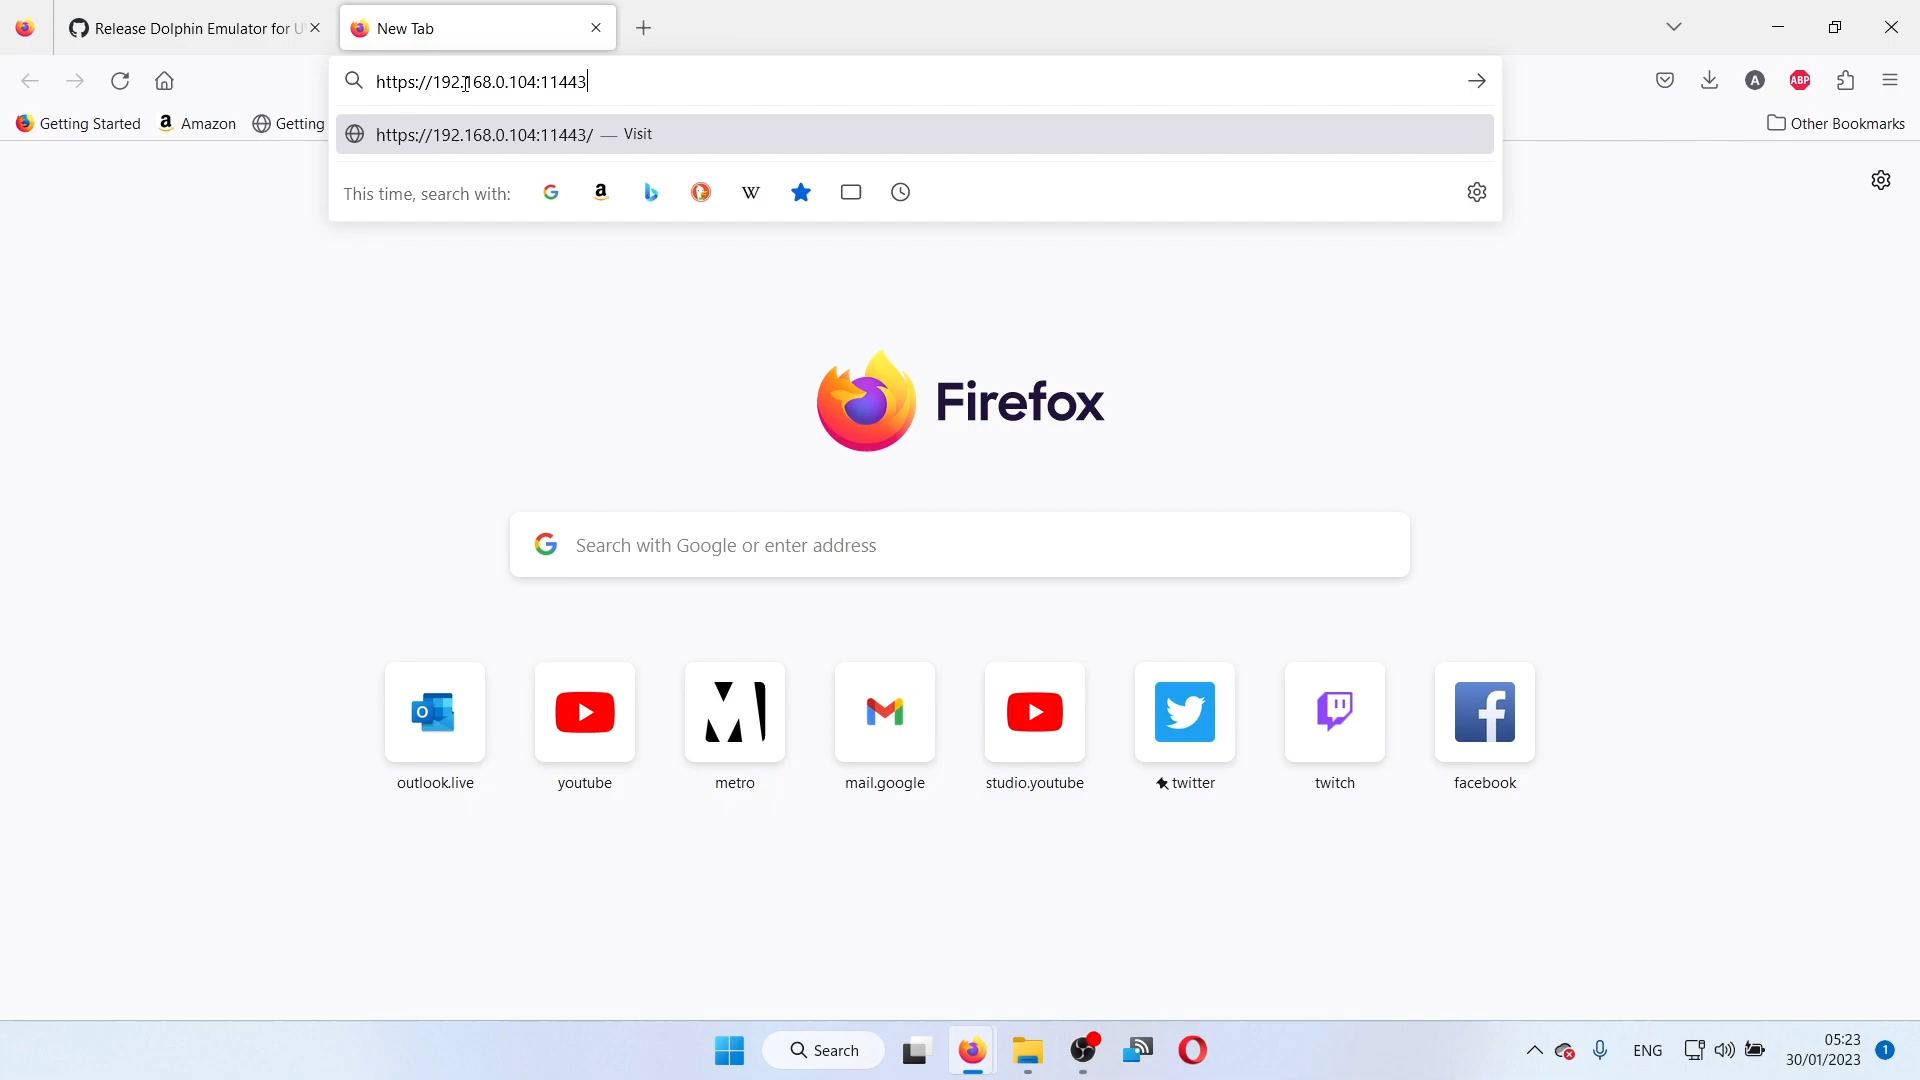 Release Dolphin Emulator for U
New Tab
https://192.168.0.104:11443
Getting Started
Amazon
Getting
https://192.168.0.104:11443/ — Visit
Other Bookmarks
This time, search with:
A
ABP
Firefox
Search with Google or enter address
outlook.live
youtube
metro
mail.google
studio.youtube
twitter
twitch
facebook
Search
ENG
05:23
30/01/2023
1